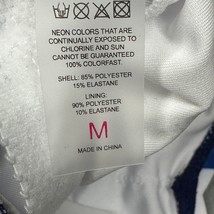 NEON COLORS THAT ARE
CONTINUALLY EXPOSED TO
CHLORINE AND SUN
CANNOT BE GUARANTEED
100% COLORFAST.
SHELL: 85% POLYESTER
15% ELASTANE
LINING:
90% POLYESTER
10% ELASTANE
M
MADE IN CHINA